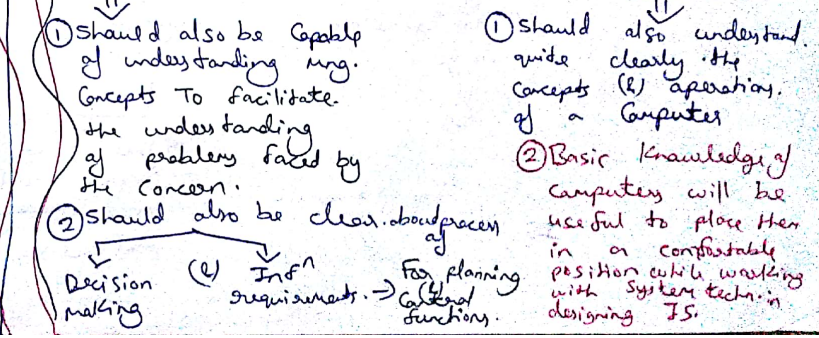 ① Should also be Capable
of understanding mng.
Concepts To facilitate
the understanding
of problems faced by
the Concern.
② Should also be clear about process
of
Decision
making
(&) Infⁿ
requirements. → For planning
(&)
Control
functions.
① Should also understand
quite clearly the
concepts (&) operations
of a Computer
② Basic Knowledge of
computers will be
useful to place them
in a comfortable
position while working
with System techn. in
designing IS.